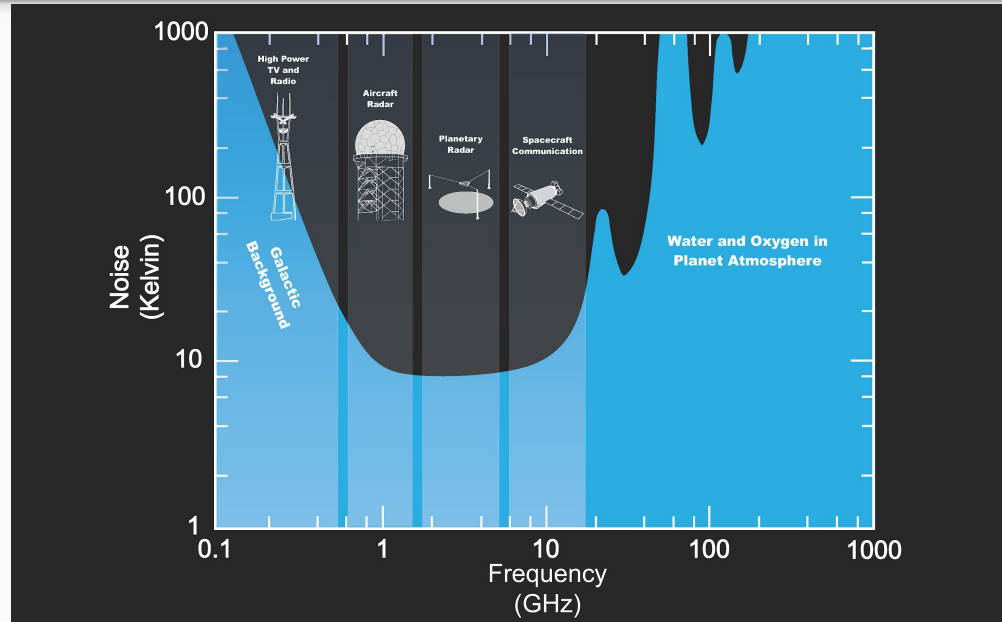 1000
100
10
1
Noise
(Kelvin)
High Power
TV and
Radio
Aircraft
Radar
Planetary
Radar
Spacecraft
Communication
Galactic
Background
Water and Oxygen in
Planet Atmosphere
0.1
1
10
100
1000
Frequency
(GHz)